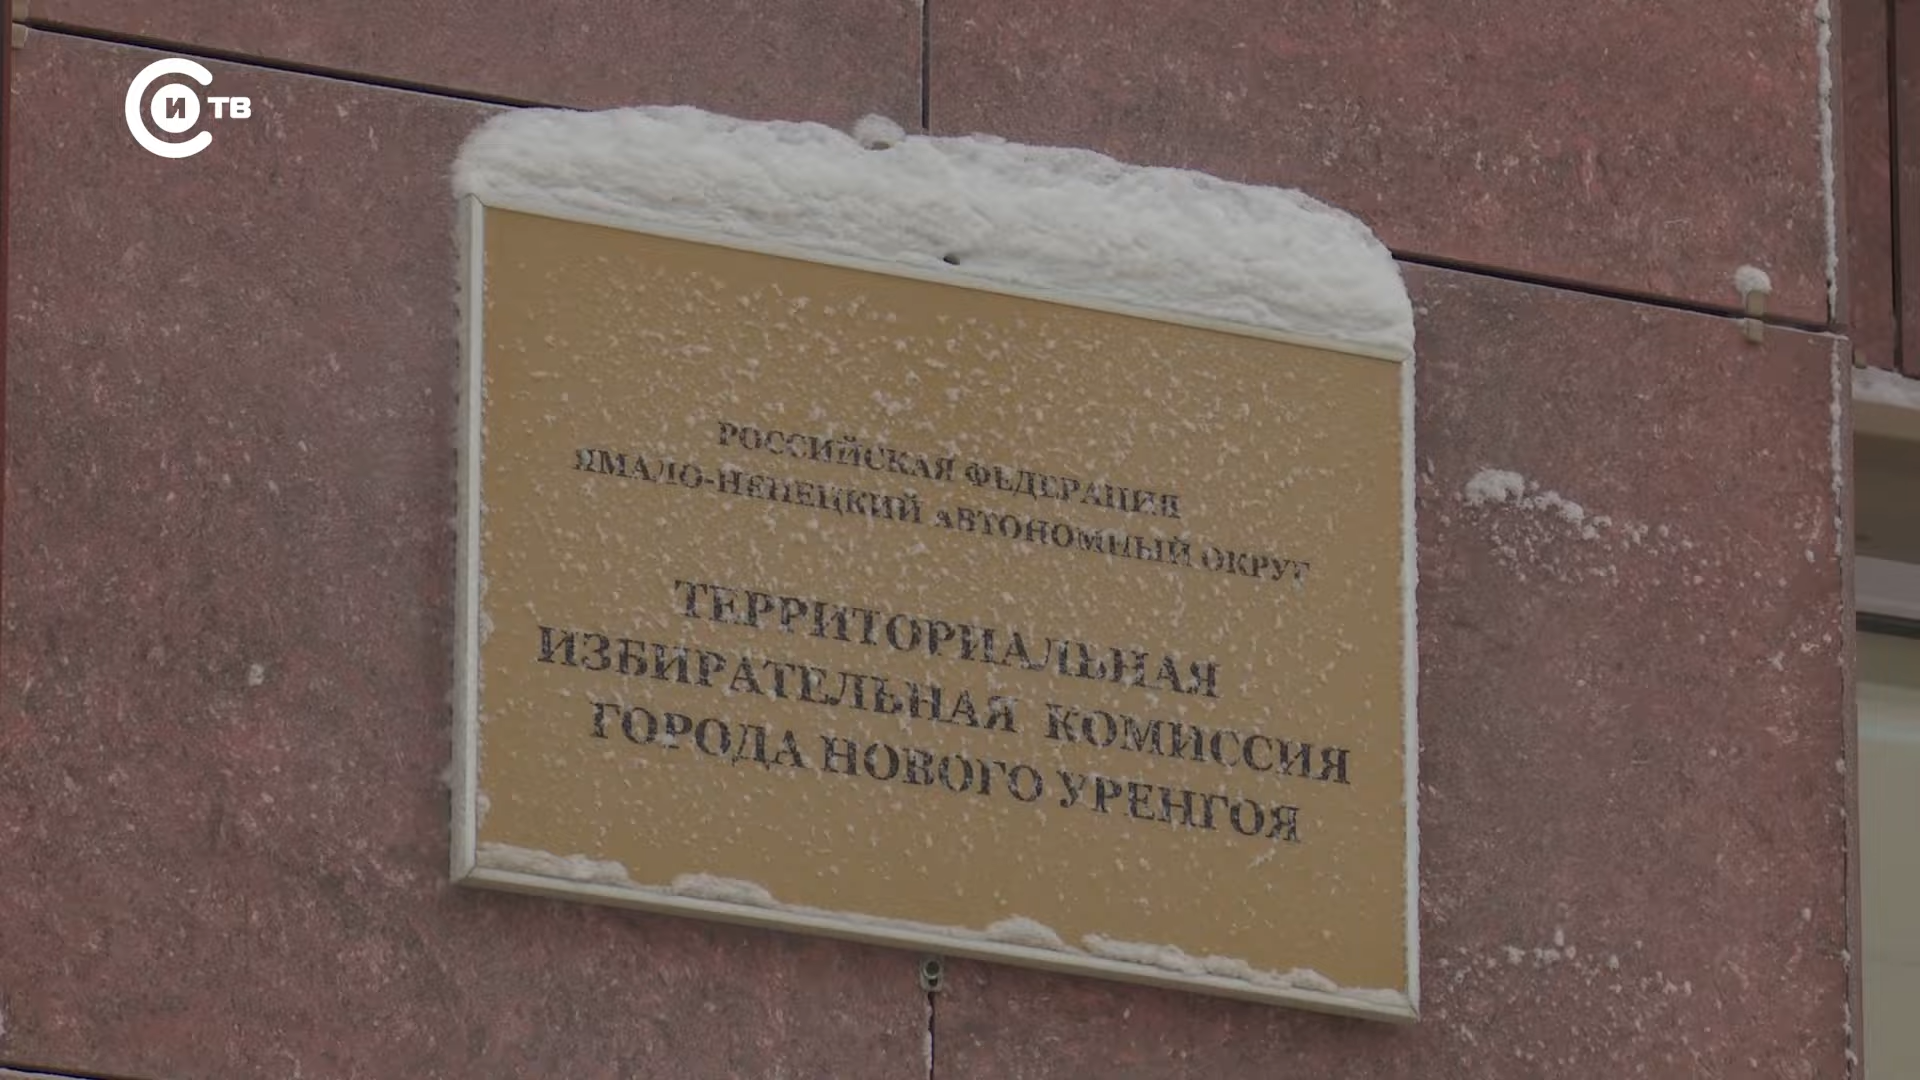 СИТВ
РОССИЙСКАЯ ФЕДЕРАЦИЯ
ЯМАЛО-НЕНЕЦКИЙ АВТОНОМНЫЙ ОКРУГ
ТЕРРИТОРИАЛЬНАЯ
ИЗБИРАТЕЛЬНАЯ КОМИССИЯ
ГОРОДА НОВОГО УРЕНГОЯ